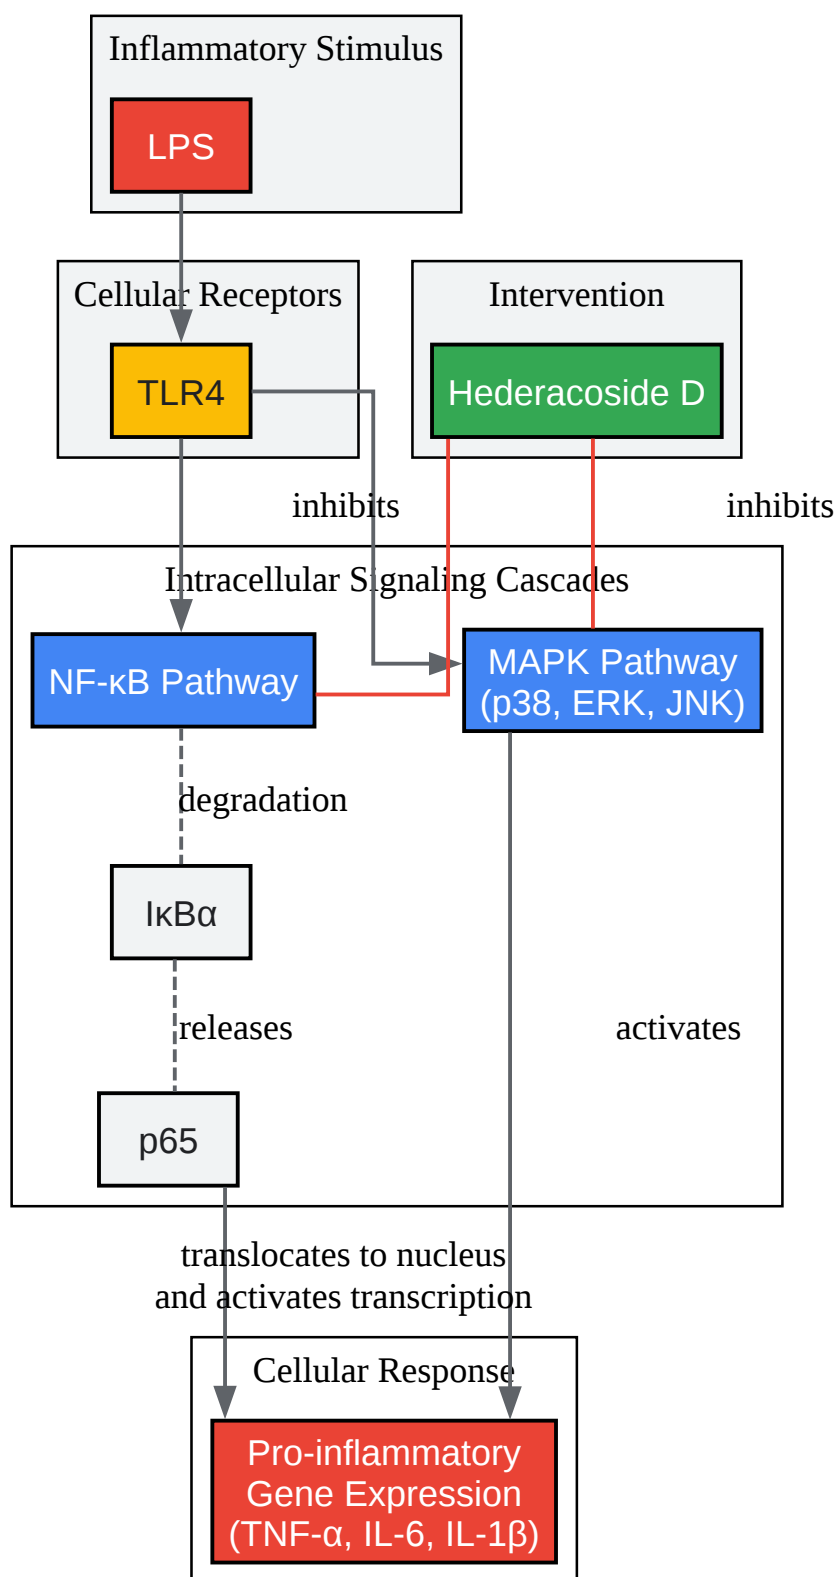 Inflammatory Stimulus
LPS
Cellular Receptors
Intervention
TLR4
Hederacoside D
inhibits
inhibits
Intracellular Signaling Cascades
NF-κB Pathway
MAPK Pathway
(p38, ERK, JNK)
degradation
IκBα
releases
activates
p65
translocates to nucleus
and activates transcription
Cellular Response
Pro-inflammatory
Gene Expression
(TNF-α, IL-6, IL-1β)